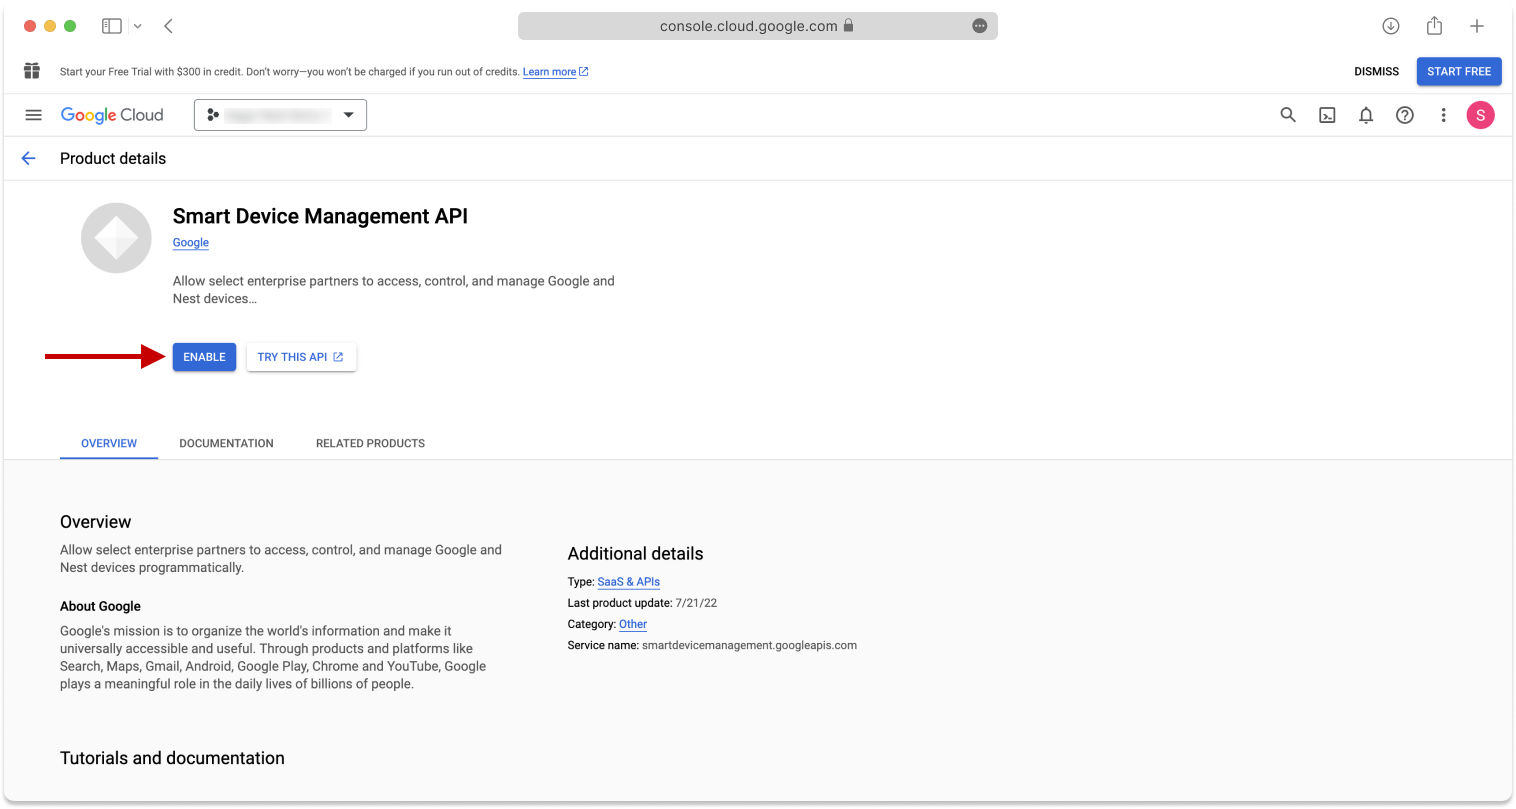 console.cloud.google.com
Start your Free Trial with $300 in credit. Don't worry—you won't be charged if you run out of credits. Learn more
DISMISS
START FREE
Google Cloud
S
Product details
Smart Device Management API
Google
Allow select enterprise partners to access, control, and manage Google and
Nest devices...
ENABLE
TRY THIS API
OVERVIEW
DOCUMENTATION
RELATED PRODUCTS
Overview
Allow select enterprise partners to access, control, and manage Google and
Nest devices programmatically.
About Google
Google's mission is to organize the world's information and make it
universally accessible and useful. Through products and platforms like
Search, Maps, Gmail, Android, Google Play, Chrome and YouTube, Google
plays a meaningful role in the daily lives of billions of people.
Additional details
Type: SaaS & APIs
Last product update: 7/21/22
Category: Other
Service name: smartdevicemanagement.googleapis.com
Tutorials and documentation